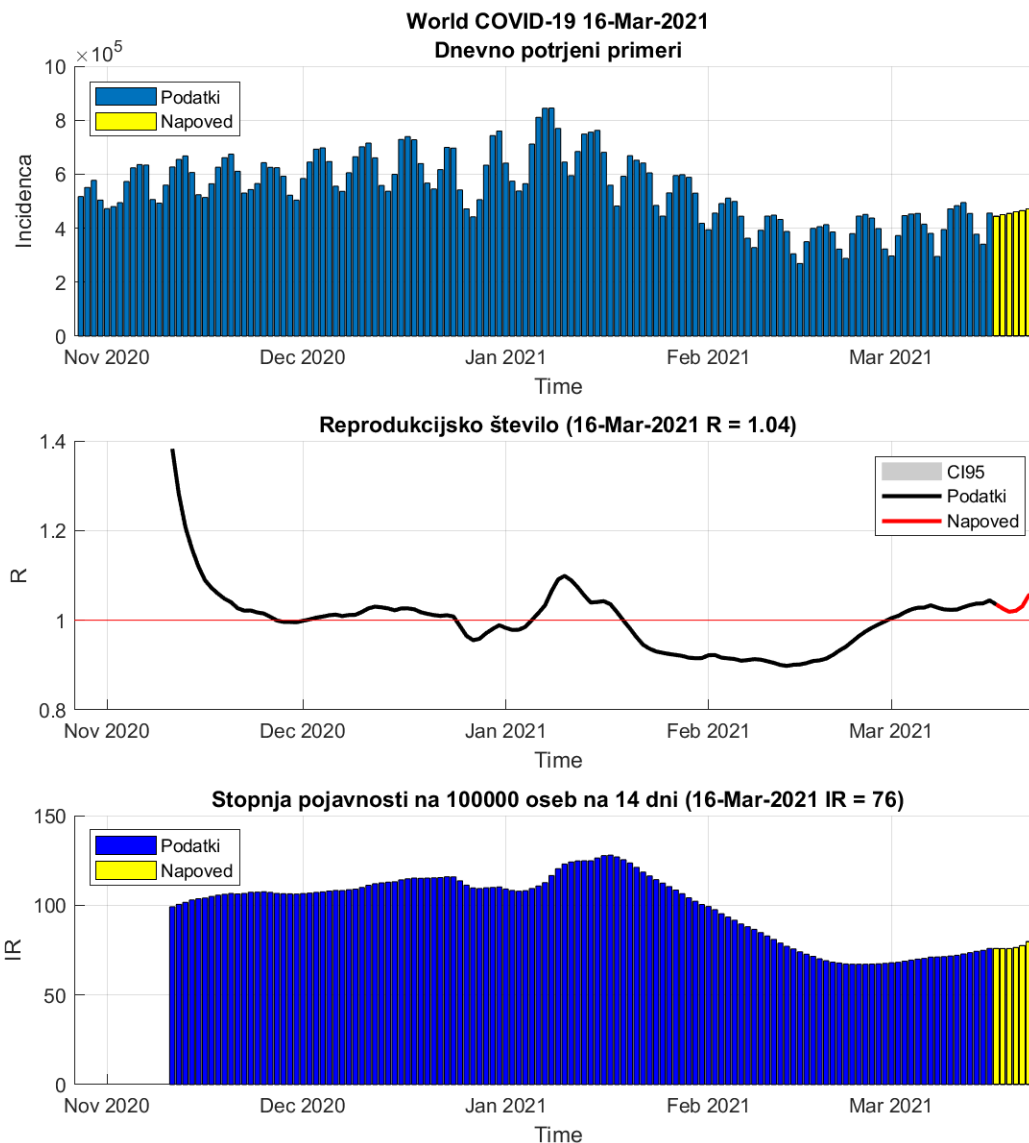 World COVID-19 16-Mar-2021
Dnevno potrjeni primeri
×10^5
10
8
6
4
2
0
Incidenca
Podatki
Napoved
Nov 2020 Dec 2020 Jan 2021 Feb 2021 Mar 2021
Time
Reprodukcijsko število (16-Mar-2021 R = 1.04)
1.4
1.2
1
0.8
R
CI95
Podatki
Napoved
Nov 2020 Dec 2020 Jan 2021 Feb 2021 Mar 2021
Time
Stopnja pojavnosti na 100000 oseb na 14 dni (16-Mar-2021 IR = 76)
150
100
50
0
IR
Podatki
Napoved
Nov 2020 Dec 2020 Jan 2021 Feb 2021 Mar 2021
Time